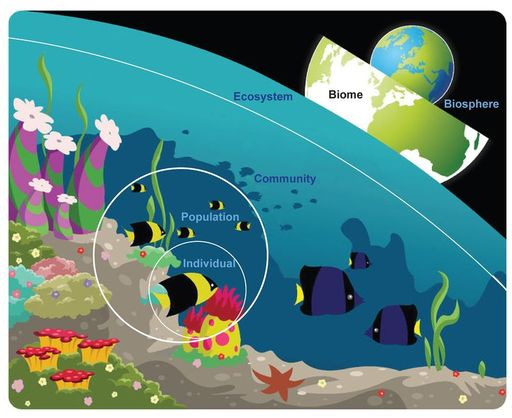 Biome
Ecosystem
Biosphere
Community
Population
Individual